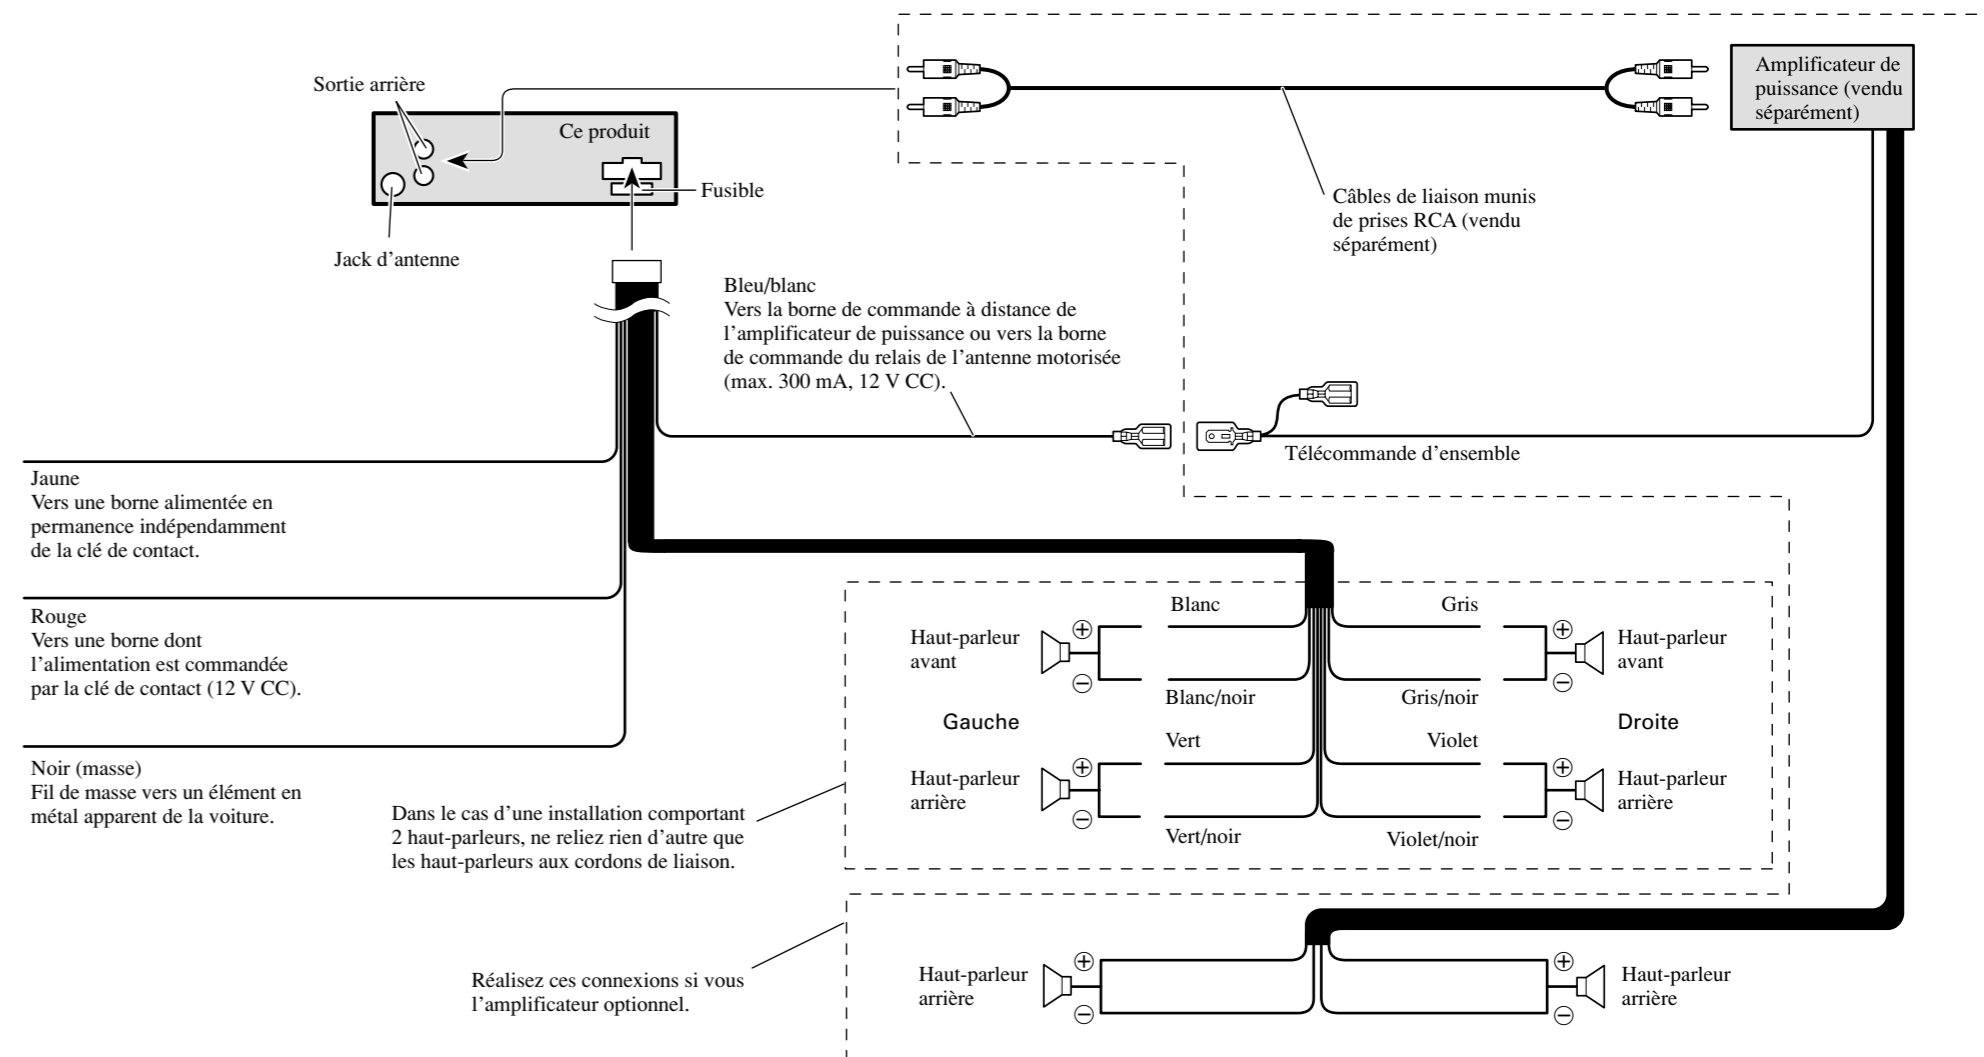 Sortie arrière
Ce produit
Fusible
Jack d'antenne
Amplificateur de
puissance (vendu
séparément)
Câbles de liaison munis
de prises RCA (vendu
séparément)
Bleu/blanc
Vers la borne de commande à distance de
l'amplificateur de puissance ou vers la borne
de commande du relais de l'antenne motorisée
(max. 300 mA, 12 V CC).
Télécommande d'ensemble
Jaune
Vers une borne alimentée en
permanence indépendamment
de la clé de contact.
Rouge
Vers une borne dont
l'alimentation est commandée
par la clé de contact (12 V CC).
Noir (masse)
Fil de masse vers un élément en
métal apparent de la voiture.
Blanc
Gris
Haut-parleur
avant
⊕
⊖
⊕
⊖
Haut-parleur
avant
Blanc/noir
Gris/noir
Gauche
Droite
Vert
Violet
Haut-parleur
arrière
⊕
⊖
⊕
⊖
Haut-parleur
arrière
Vert/noir
Violet/noir
Dans le cas d'une installation comportant
2 haut-parleurs, ne reliez rien d'autre que
les haut-parleurs aux cordons de liaison.
Réalisez ces connexions si vous
l'amplificateur optionnel.
Haut-parleur
arrière
⊕
⊖
⊕
⊖
Haut-parleur
arrière